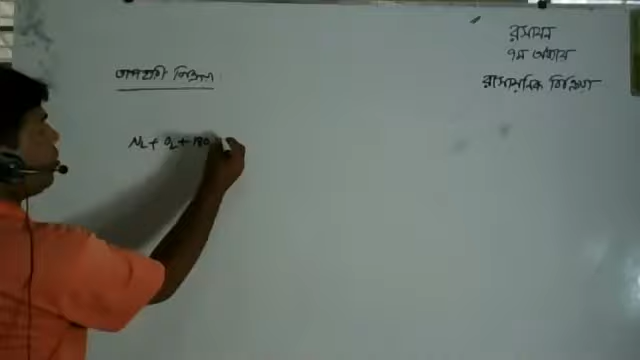 রসায়ন
৭ম অধ্যায়
রাসায়নিক বিক্রিয়া
তাপহারী বিক্রিয়া
N2 + O2 + 180